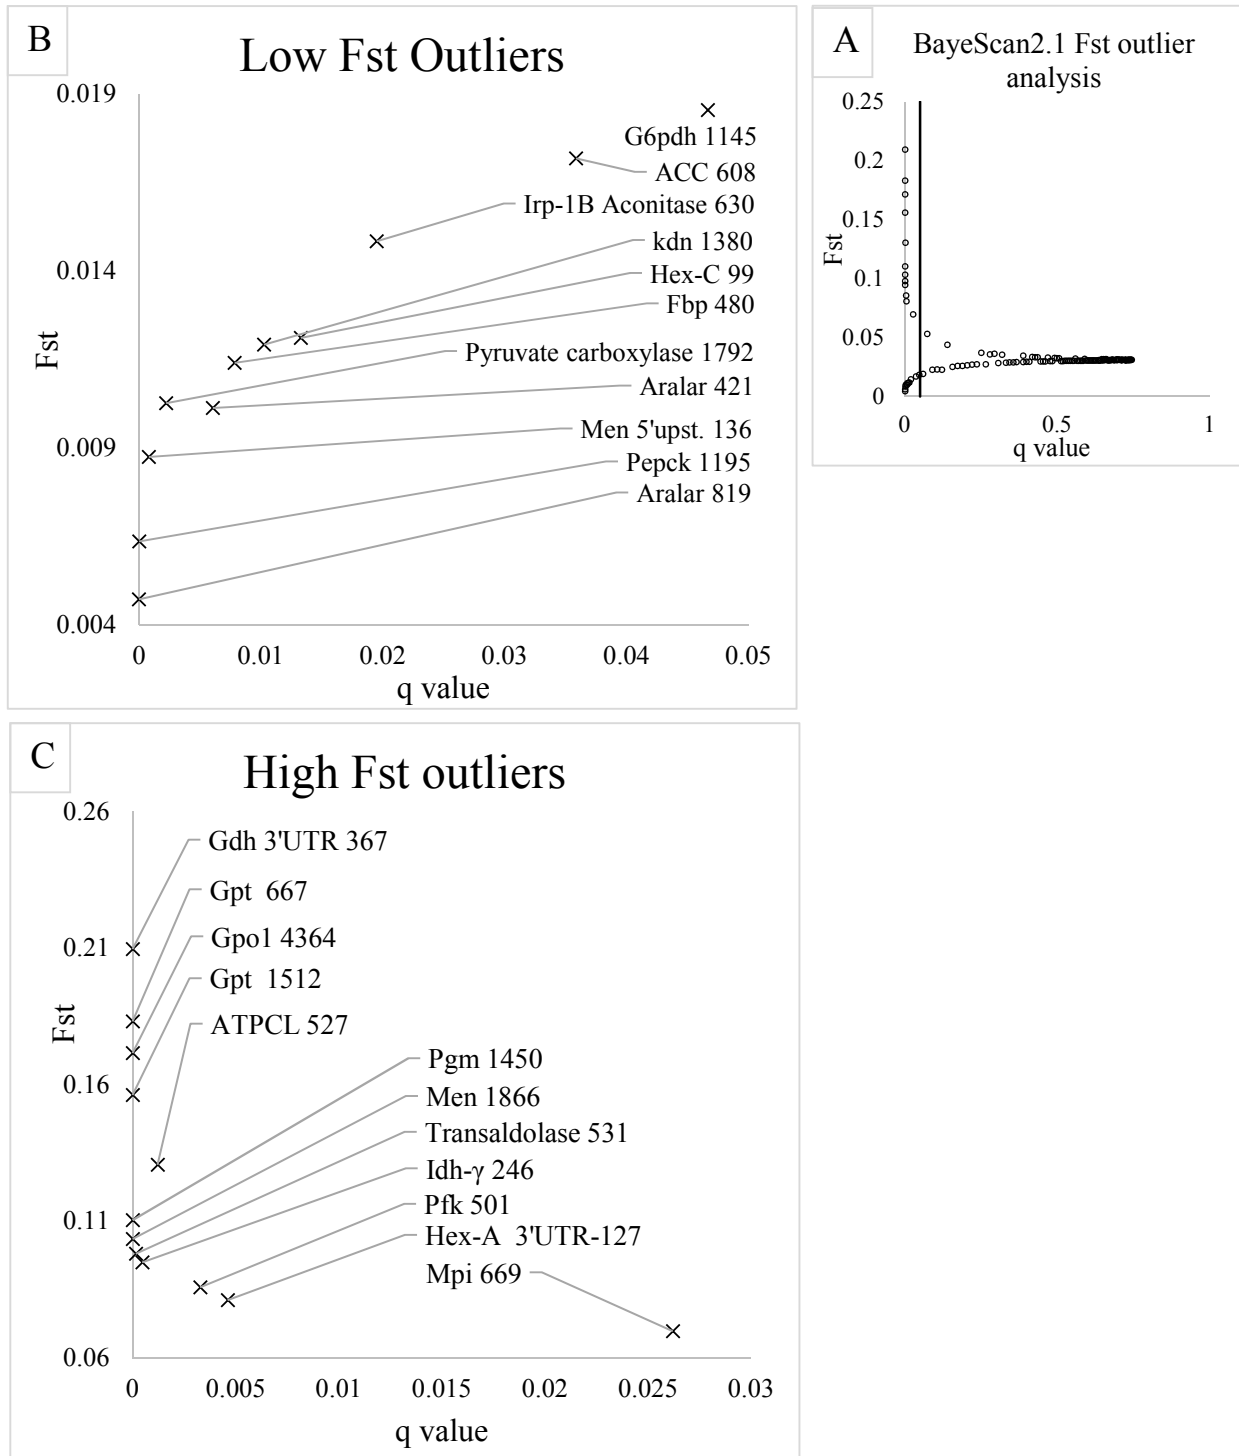 B
Low Fst Outliers
0.019
0.014
0.009
0.004
Fst
G6pdh 1145
ACC 608
Irp-1B Aconitase 630
kdn 1380
Hex-C 99
Fbp 480
Pyruvate carboxylase 1792
Aralar 421
Men 5'upst. 136
Pepck 1195
Aralar 819
0 0.01 0.02 0.03 0.04 0.05
q value
A
BayeScan2.1 Fst outlier
analysis
0.25
0.2
0.15
0.1
0.05
0
Fst
0 0.5 1
q value
C
High Fst outliers
0.26
0.21
0.16
0.11
0.06
Fst
Gdh 3'UTR 367
Gpt 667
Gpo1 4364
Gpt 1512
ATPCL 527
Pgm 1450
Men 1866
Transaldolase 531
Idh-γ 246
Pfk 501
Hex-A 3'UTR-127
Mpi 669
0 0.005 0.01 0.015 0.02 0.025 0.03
q value